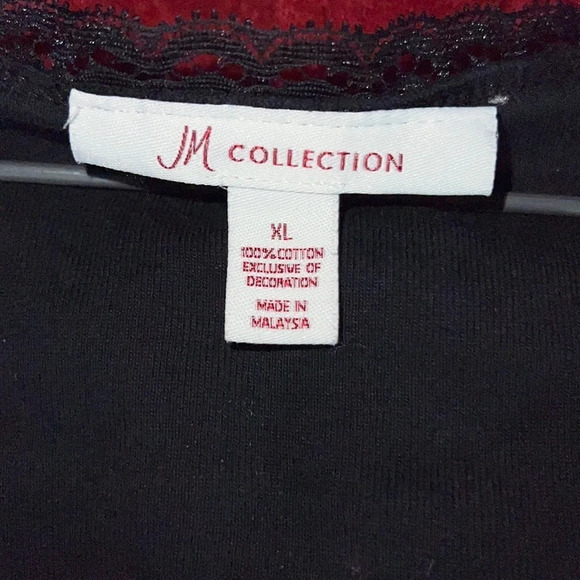 JM COLLECTION
XL
100% COTTON
EXCLUSIVE OF
DECORATION
MADE IN
MALAYSIA